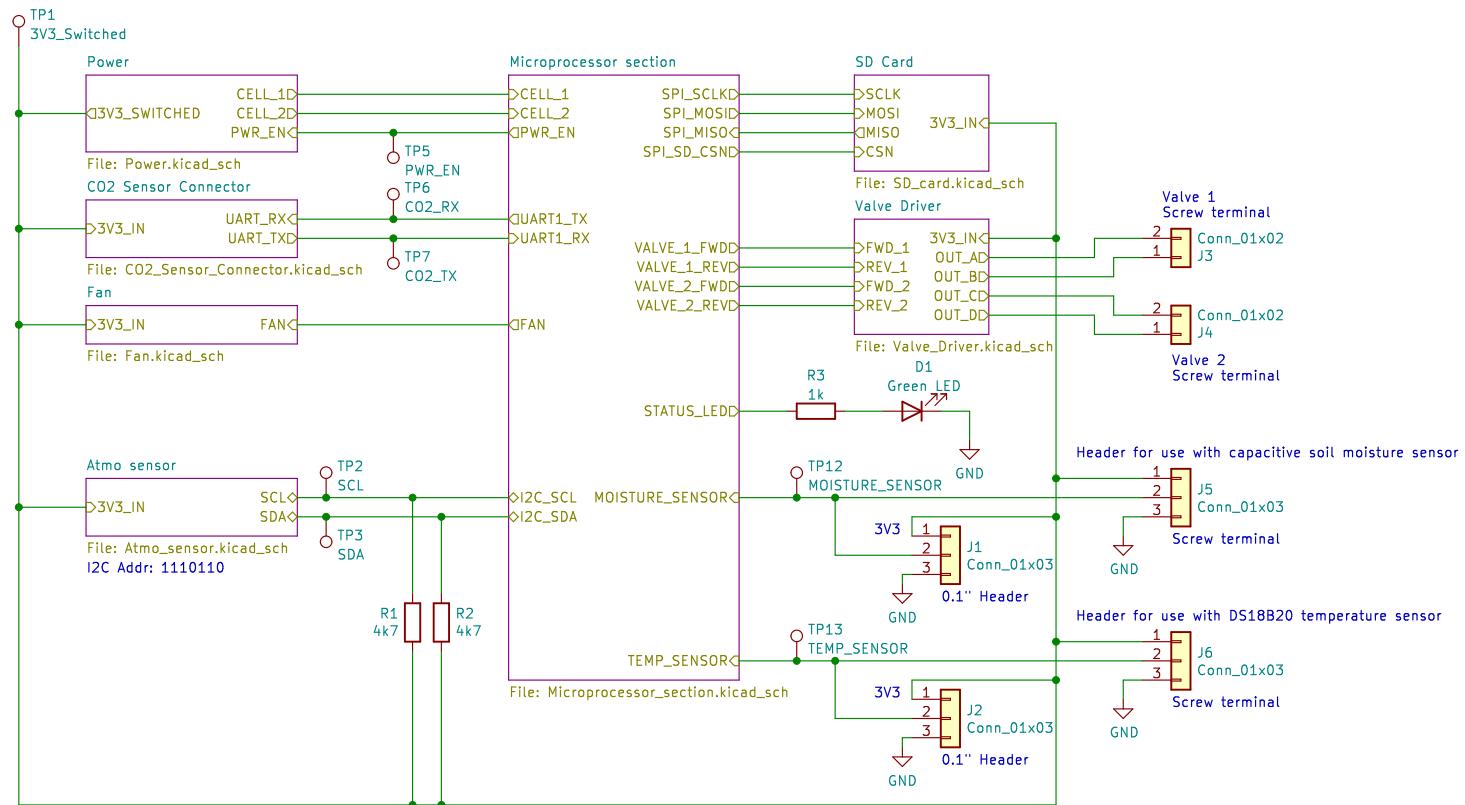 TP1
3V3_Switched
Power
3V3_SWITCHED
CELL_1
CELL_2
PWR_EN
File: Power.kicad_sch
TP5
PWR_EN
CO2 Sensor Connector
3V3_IN
UART_RX
UART_TX
File: CO2_Sensor_Connector.kicad_sch
TP6
CO2_RX
TP7
CO2_TX
Fan
3V3_IN
FAN
File: Fan.kicad_sch
Atmo sensor
3V3_IN
SCL
SDA
File: Atmo_sensor.kicad_sch
I2C Addr: 1110110
TP2
SCL
TP3
SDA
R1
4k7
R2
4k7
Microprocessor section
CELL_1
CELL_2
PWR_EN
UART1_TX
UART1_RX
FAN
I2C_SCL
I2C_SDA
SPI_SCLK
SPI_MOSI
SPI_MISO
SPI_SD_CSN
VALVE_1_FWD
VALVE_1_REV
VALVE_2_FWD
VALVE_2_REV
STATUS_LED
MOISTURE_SENSOR
TEMP_SENSOR
File: Microprocessor_section.kicad_sch
SD Card
SCLK
MOSI
MISO
CSN
3V3_IN
File: SD_card.kicad_sch
Valve Driver
FWD_1
REV_1
FWD_2
REV_2
3V3_IN
OUT_A
OUT_B
OUT_C
OUT_D
File: Valve_Driver.kicad_sch
Valve 1
Screw terminal
2
1
Conn_01x02
J3
2
1
Conn_01x02
J4
Valve 2
Screw terminal
R3
1k
D1
Green LED
GND
TP12
MOISTURE_SENSOR
Header for use with capacitive soil moisture sensor
1
2
3
J5
Conn_01x03
Screw terminal
GND
3V3
1
2
3
J1
Conn_01x03
0.1" Header
GND
TP13
TEMP_SENSOR
Header for use with DS18B20 temperature sensor
1
2
3
J6
Conn_01x03
Screw terminal
GND
3V3
1
2
3
J2
Conn_01x03
0.1" Header
GND